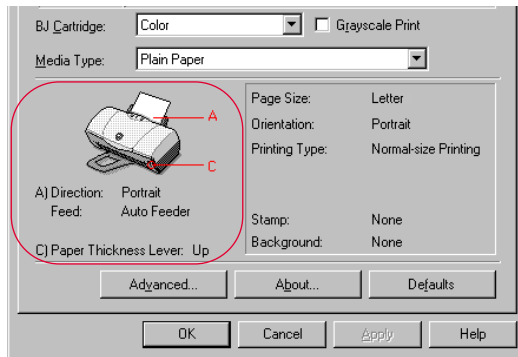 BJ Cartridge: Color Grayscale Print
Media Type: Plain Paper
A
C
A) Direction: Portrait
Feed: Auto Feeder
C) Paper Thickness Lever: Up
Page Size: Letter
Orientation: Portrait
Printing Type: Normal-size Printing
Stamp: None
Background: None
Advanced... About... Defaults
OK Cancel Apply Help